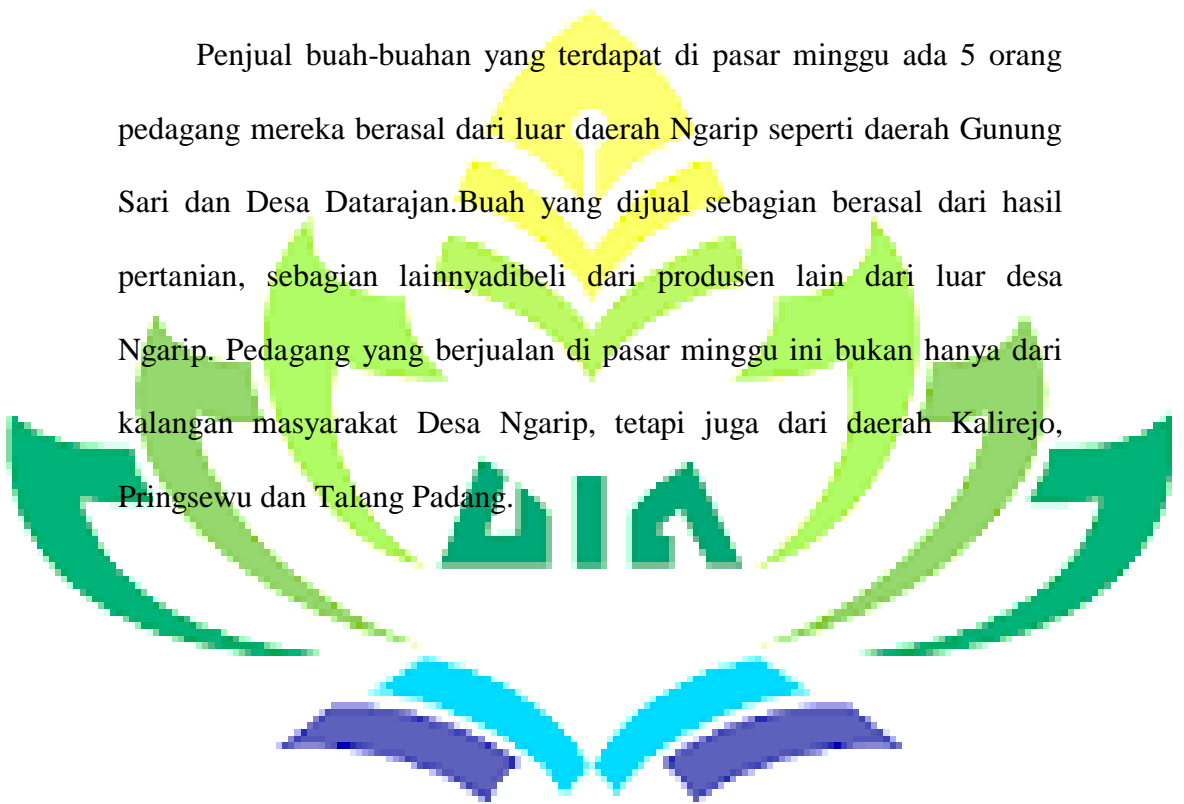 Penjual buah-buahan yang terdapat di pasar minggu ada 5 orang
pedagang mereka berasal dari luar daerah Ngarip seperti daerah Gunung
Sari dan Desa Datarajan.Buah yang dijual sebagian berasal dari hasil
pertanian, sebagian lainnyadibeli dari produsen lain dari luar desa
Ngarip. Pedagang yang berjualan di pasar minggu ini bukan hanya dari
kalangan masyarakat Desa Ngarip, tetapi juga dari daerah Kalirejo,
Pringsewu dan Talang Padang.